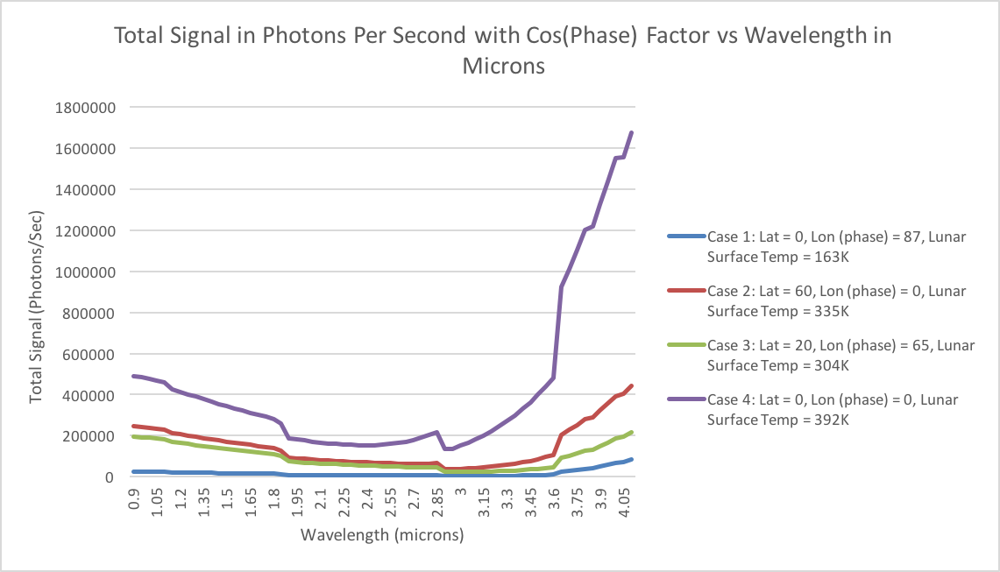 Total Signal in Photons Per Second with Cos(Phase) Factor vs Wavelength in
Microns
1800000
1600000
1400000
1200000
1000000
800000
600000
400000
200000
0
Total Signal (Photons/Sec)
0.9
1.05
1.2
1.35
1.5
1.65
1.8
1.95
2.1
2.25
2.4
2.55
2.7
2.85
3
3.15
3.3
3.45
3.6
3.75
3.9
4.05
Wavelength (microns)
Case 1: Lat = 0, Lon (phase) = 87, Lunar
Surface Temp = 163K
Case 2: Lat = 60, Lon (phase) = 0, Lunar
Surface Temp = 335K
Case 3: Lat = 20, Lon (phase) = 65, Lunar
Surface Temp = 304K
Case 4: Lat = 0, Lon (phase) = 0, Lunar
Surface Temp = 392K